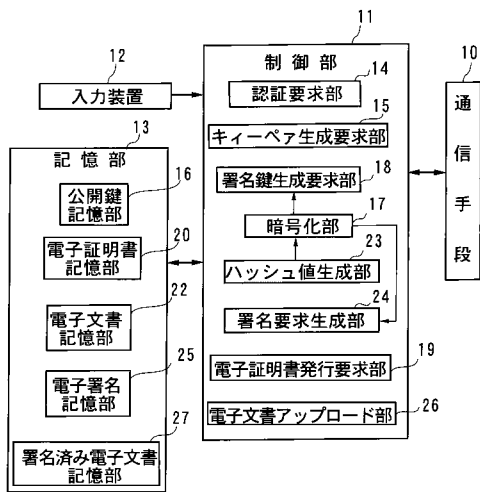 11
制御部
12
入力装置
14
認証要求部
15
キィーペァ生成要求部
18
署名鍵生成要求部
17
暗号化部
23
ハッシュ値生成部
24
署名要求生成部
19
電子証明書発行要求部
電子文書アップロード部
26
13
記憶部
16
公開鍵
記憶部
20
電子証明書
記憶部
22
電子文書
記憶部
25
電子署名
記憶部
27
署名済み電子文書
記憶部
10
通信手段